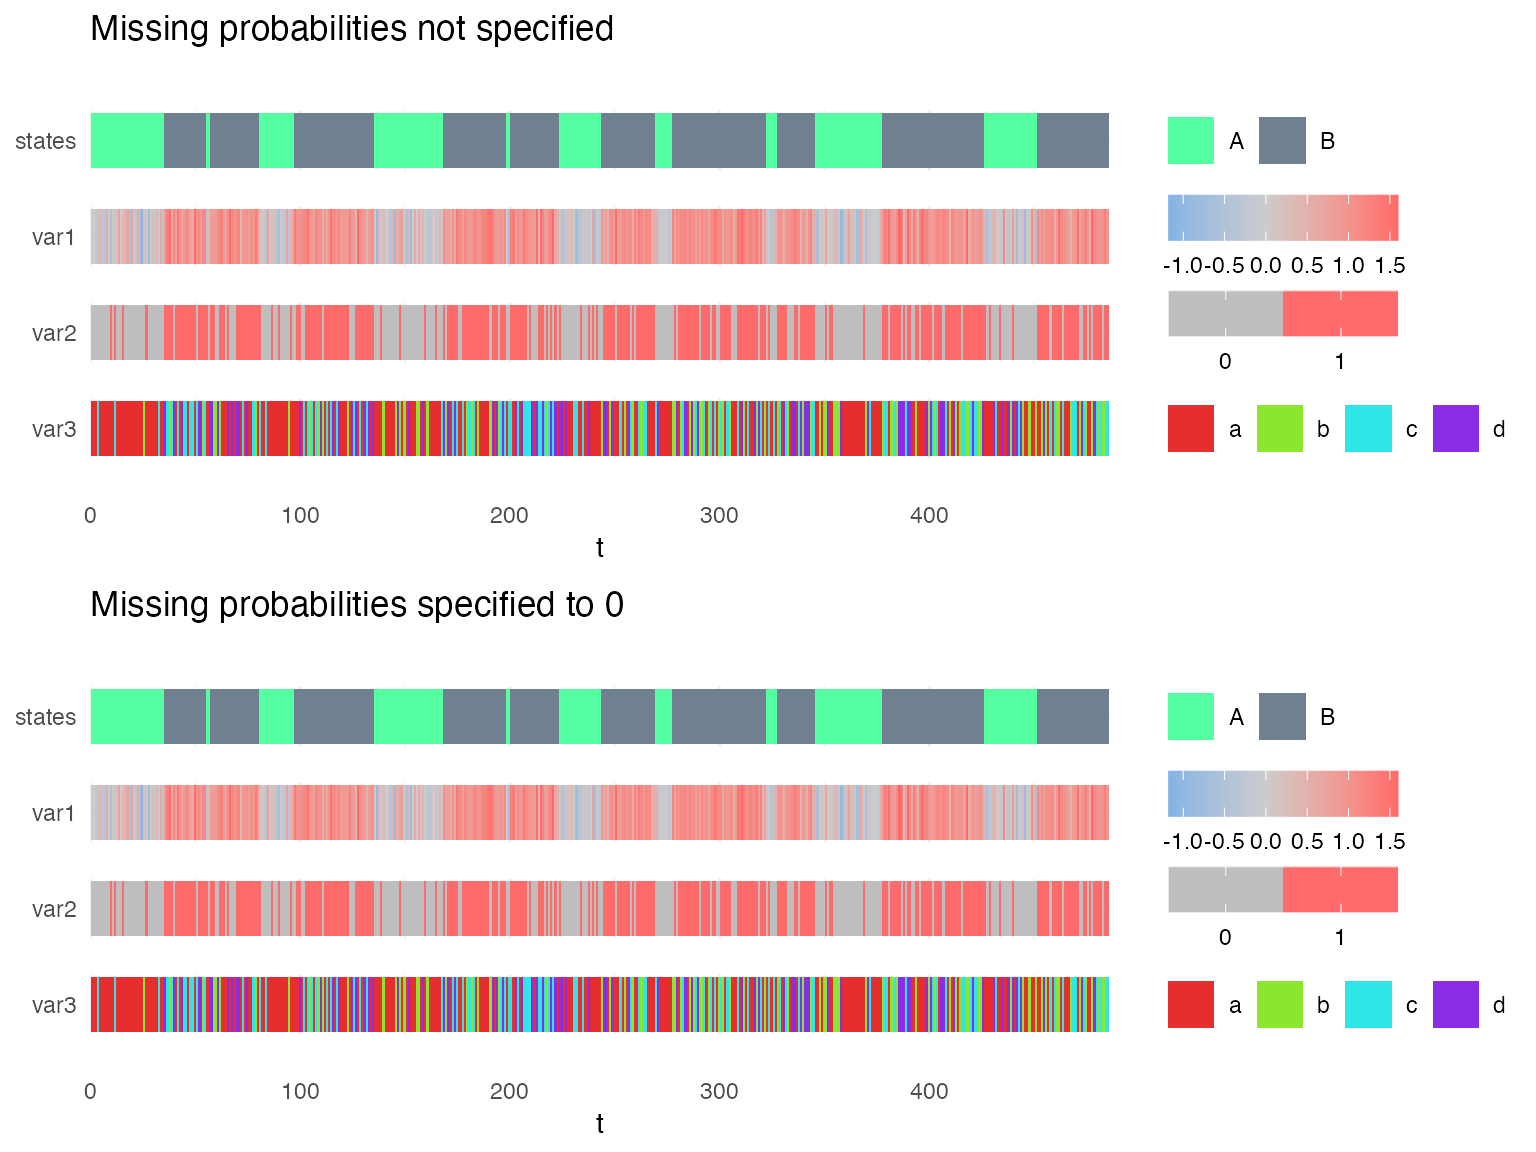 Missing probabilities not specified
states
A B
var1
-1.0 -0.5 0.0 0.5 1.0 1.5
var2
0 1
var3
a b c d
0 100 200 300 400
t
Missing probabilities specified to 0
states
A B
var1
-1.0 -0.5 0.0 0.5 1.0 1.5
var2
0 1
var3
a b c d
0 100 200 300 400
t